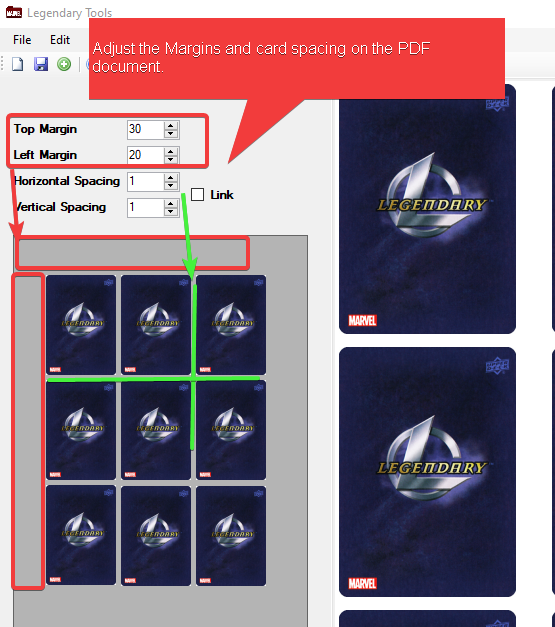 MARVEL Legendary Tools
File Edit
Adjust the Margins and card spacing on the PDF
document.
Top Margin 30
Left Margin 20
Horizontal Spacing 1
Link
Vertical Spacing 1
LEGENDARY
MARVEL
LEGENDARY
MARVEL
LEGENDARY LEGENDARY LEGENDARY
MARVEL MARVEL MARVEL
LEGENDARY LEGENDARY LEGENDARY
MARVEL MARVEL MARVEL
LEGENDARY LEGENDARY LEGENDARY
MARVEL MARVEL MARVEL